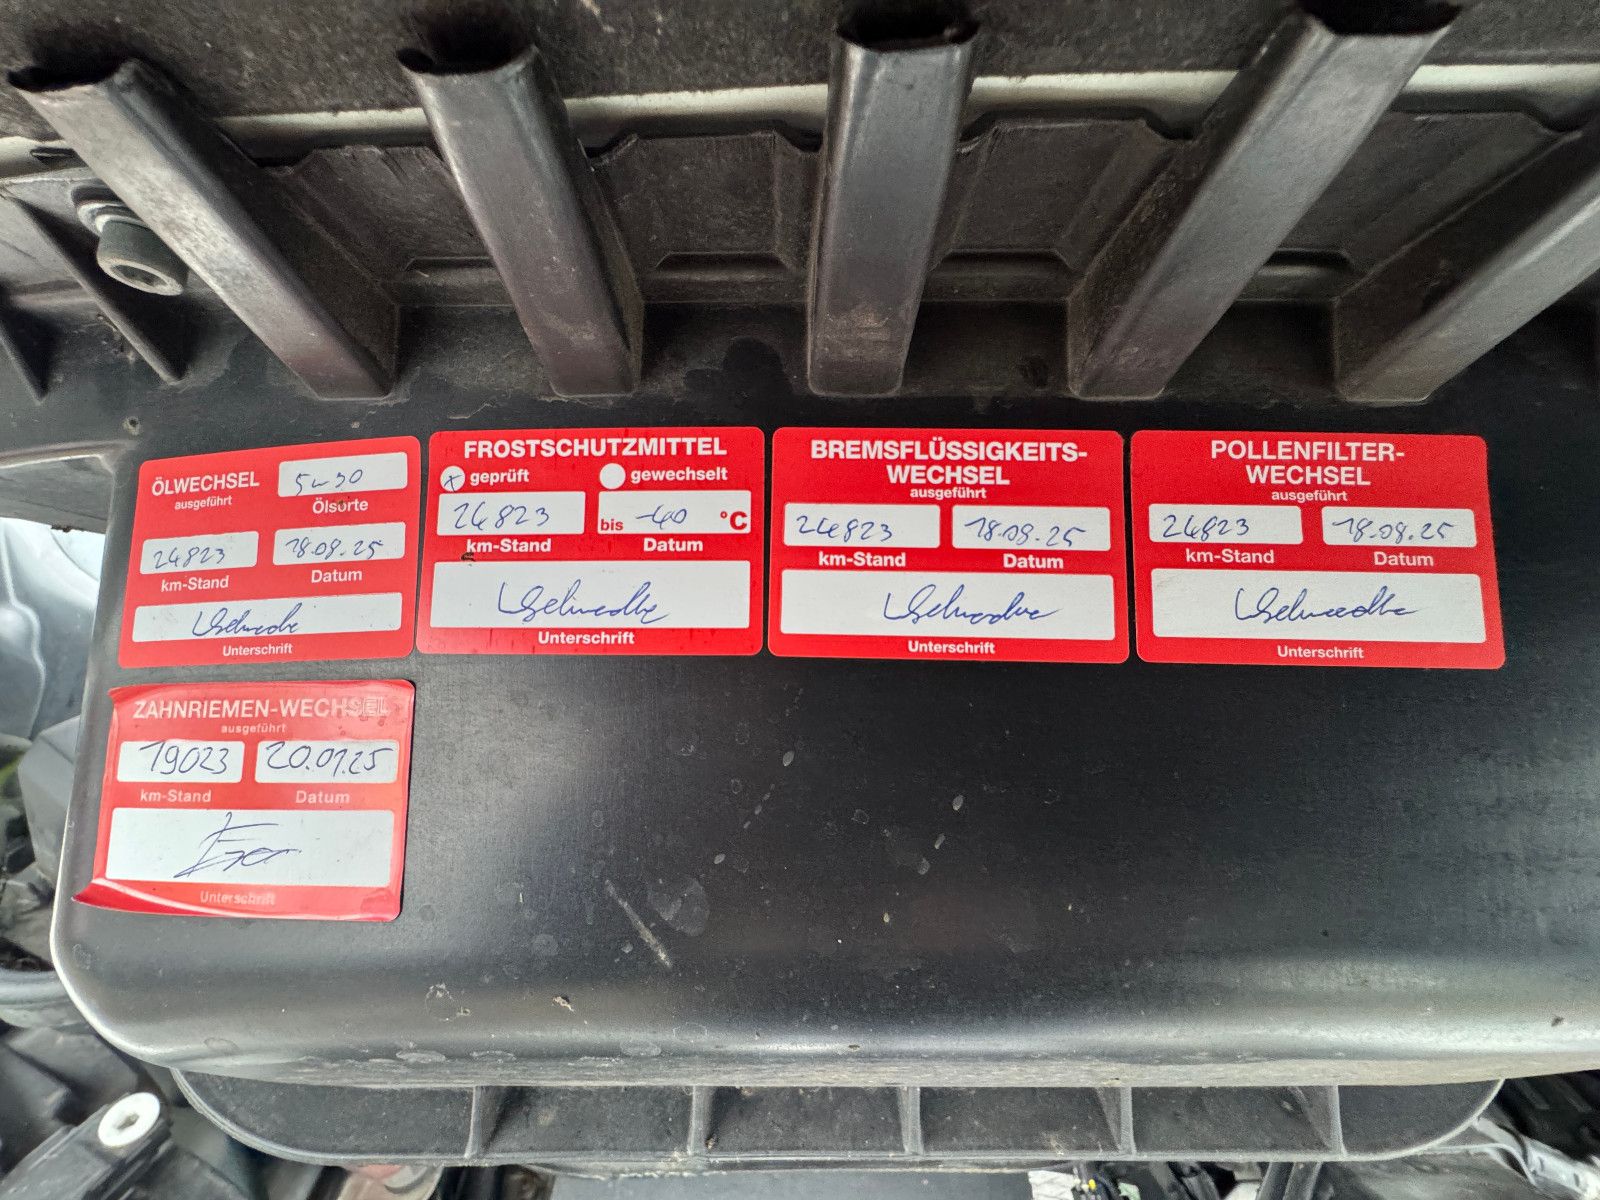 ÖLWECHSEL
ausgeführt
5w30
Ölsorte
24823
km-Stand
18.08.25
Datum
Unterschrift
FROSTSCHUTZMITTEL
x geprüft
gewechselt
24823
km-Stand
bis -40 °C
Datum
Unterschrift
BREMSFLÜSSIGKEITS-
WECHSEL
ausgeführt
24823
km-Stand
18.08.25
Datum
Unterschrift
POLLENFILTER-
WECHSEL
ausgeführt
24823
km-Stand
18.08.25
Datum
Unterschrift
ZAHNRIEMEN-WECHSEL
ausgeführt
19023
km-Stand
20.01.25
Datum
Unterschrift